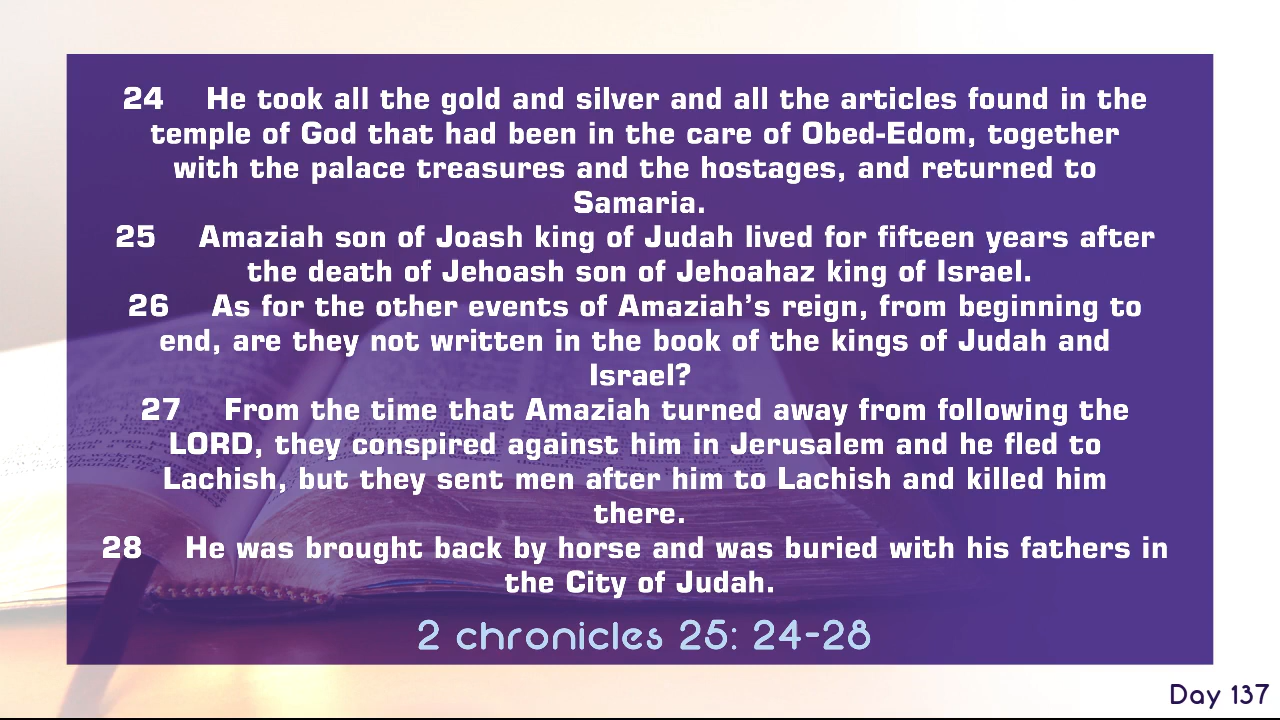 24 He took all the gold and silver and all the articles found in the
temple of God that had been in the care of Obed-Edom, together
with the palace treasures and the hostages, and returned to
Samaria.
25 Amaziah son of Joash king of Judah lived for fifteen years after
the death of Jehoash son of Jehoahaz king of Israel.
26 As for the other events of Amaziah's reign, from beginning to
end, are they not written in the book of the kings of Judah and
Israel?
27 From the time that Amaziah turned away from following the
LORD, they conspired against him in Jerusalem and he fled to
Lachish, but they sent men after him to Lachish and killed him
there.
28 He was brought back by horse and was buried with his fathers in
the City of Judah.
2 chronicles 25: 24-28
Day 137